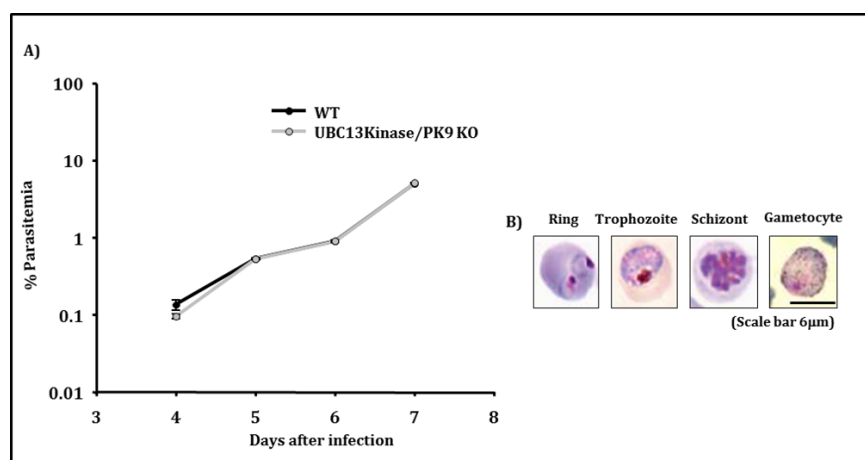 A)
100
10
1
0.1
0.01
% Parasitemia
WT
UBC13Kinase/PK9 KO
3 4 5 6 7 8
Days after infection
B)
Ring Trophozoite Schizont Gametocyte
(Scale bar 6µm)